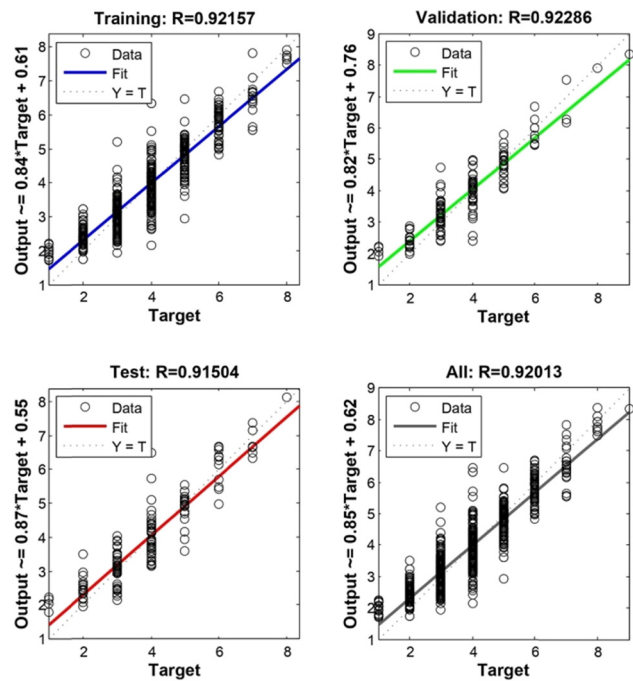 Training: R=0.92157
Output ~= 0.84*Target + 0.61
Data
Fit
Y = T
8
7
6
5
4
3
2
1
2 4 6 8
Target
Validation: R=0.92286
Output ~= 0.82*Target + 0.76
Data
Fit
Y = T
9
8
7
6
5
4
3
2
1
2 4 6 8
Target
Test: R=0.91504
Output ~= 0.87*Target + 0.55
Data
Fit
Y = T
8
7
6
5
4
3
2
1
2 4 6 8
Target
All: R=0.92013
Output ~= 0.85*Target + 0.62
Data
Fit
Y = T
9
8
7
6
5
4
3
2
1
2 4 6 8
Target